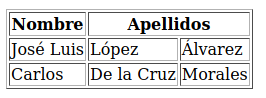 Nombre Apellidos
José Luis López Álvarez
Carlos De la Cruz Morales